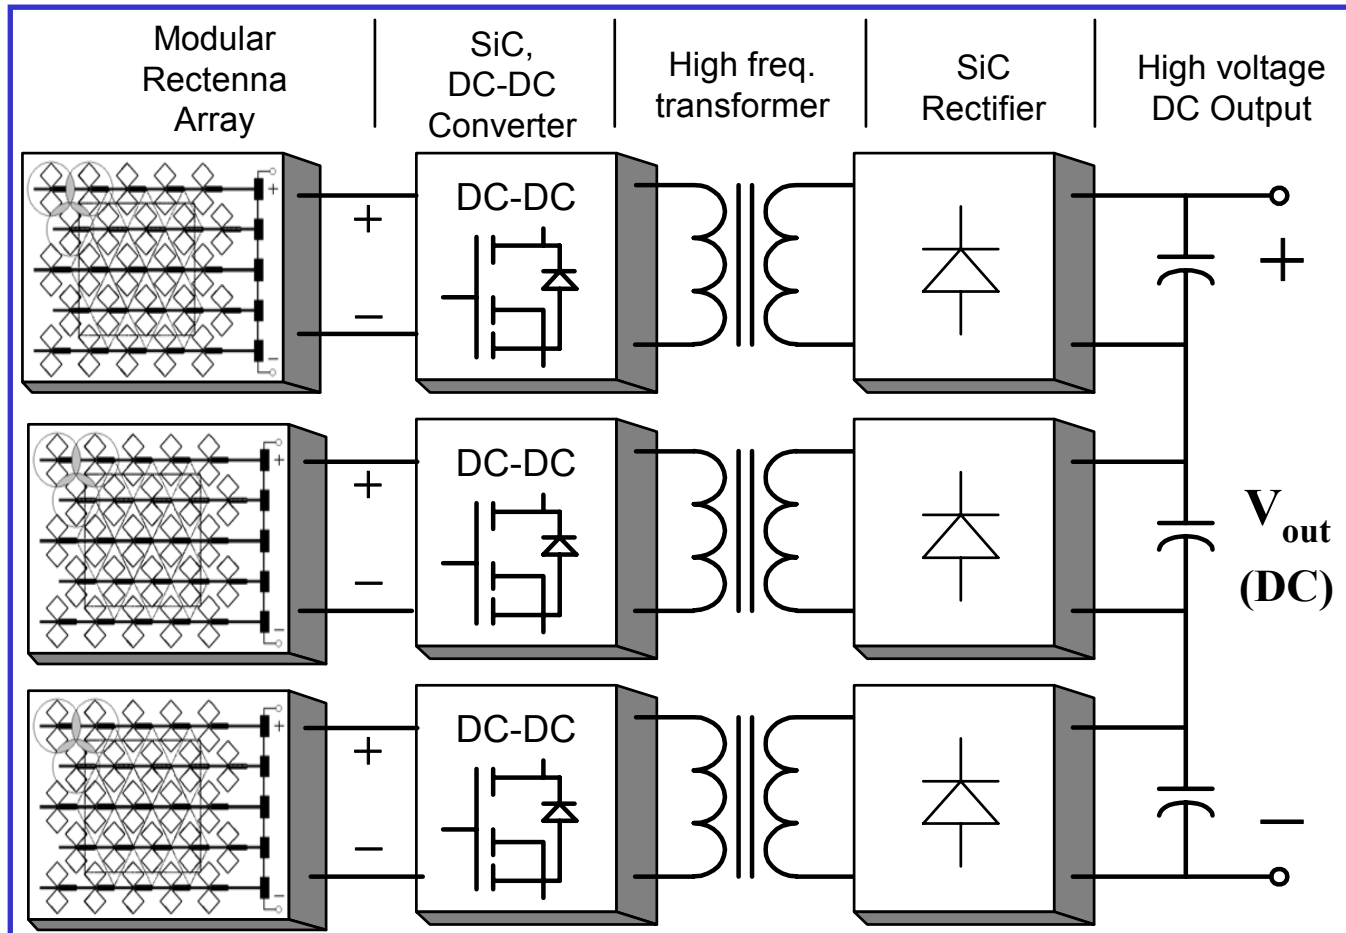 Modular
Rectenna
Array
SiC,
DC-DC
Converter
High freq.
transformer
SiC
Rectifier
High voltage
DC Output
+
−
+
−
DC-DC
+
+
−
+
−
DC-DC
V out
(DC)
+
−
+
−
DC-DC
−